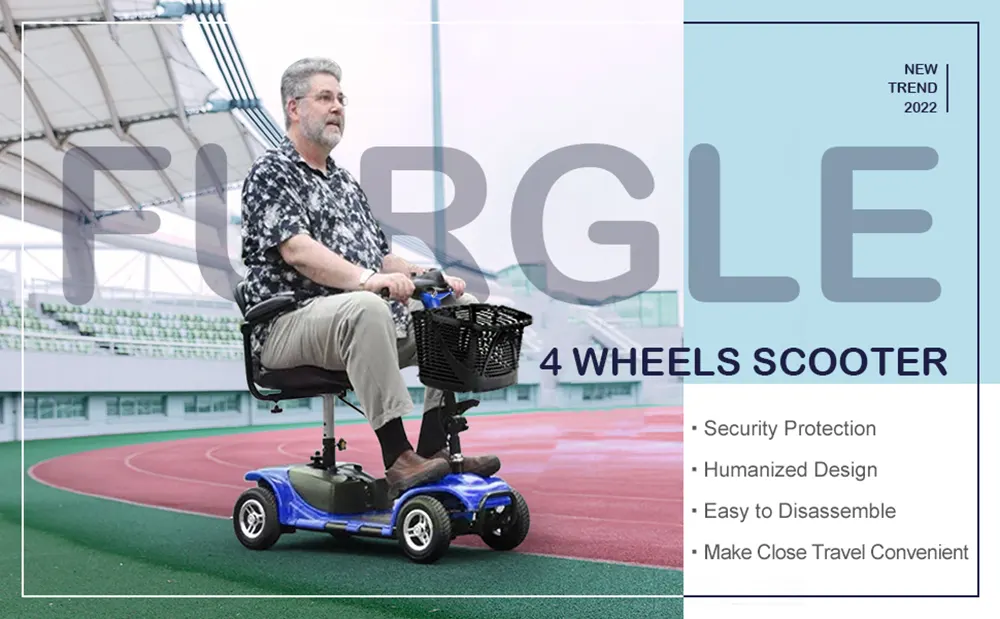 NEW
TREND
2022
FURGLE
4 WHEELS SCOOTER
· Security Protection
· Humanized Design
· Easy to Disassemble
· Make Close Travel Convenient